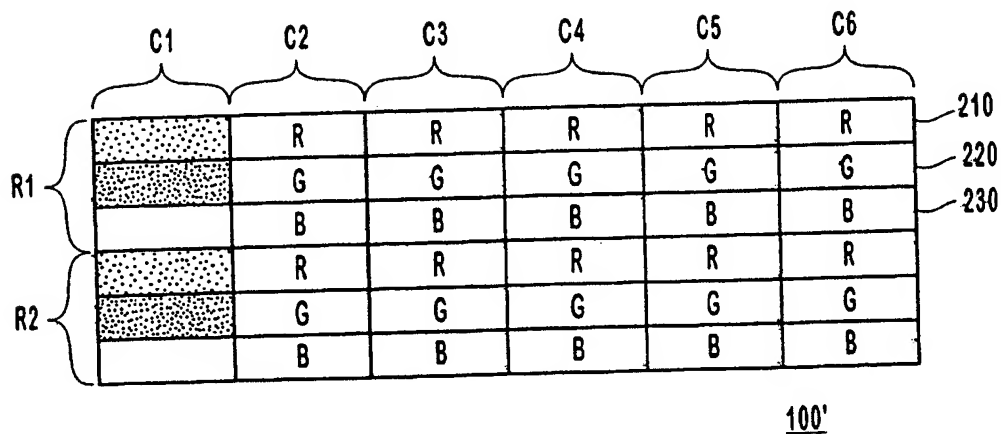 C1 C2 C3 C4 C5 C6
R R R R R 210
R1 G G G G G 220
B B B B B 230
R R R R R
R2 G G G G G
B B B B B
100'